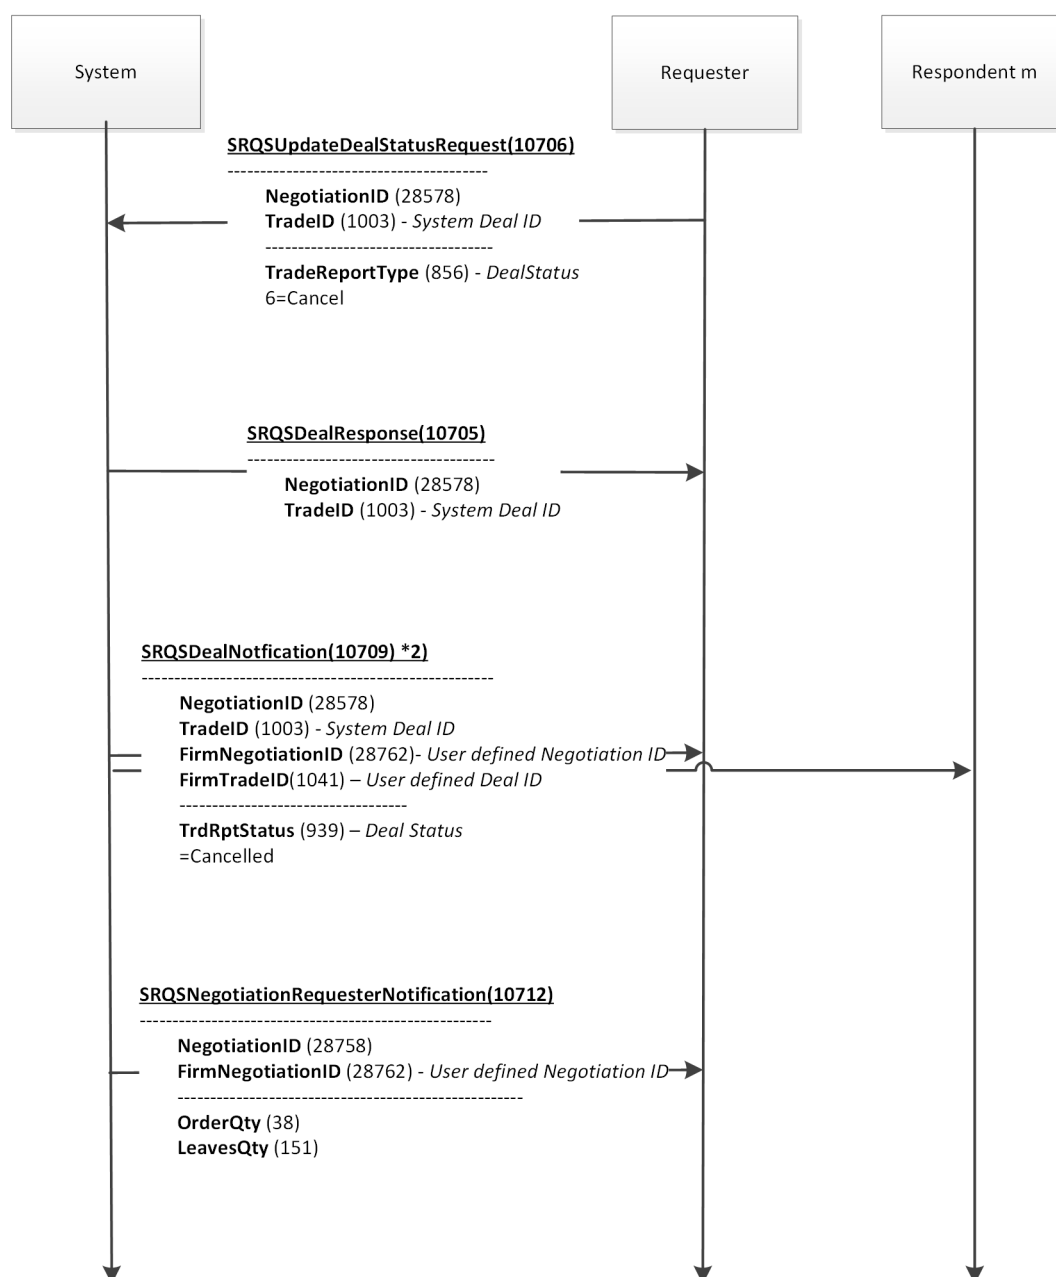 System
Requester
Respondent m
SRQSUpdateDealStatusRequest(10706)
----------------------------------------
NegotiationID (28578)
TradeID (1003) - System Deal ID
-----------------------------------
TradeReportType (856) - DealStatus
6=Cancel
SRQSDealResponse(10705)
--------------------------------------
NegotiationID (28578)
TradeID (1003) - System Deal ID
SRQSDealNotfication(10709) *2)
------------------------------------------------------
NegotiationID (28578)
TradeID (1003) - System Deal ID
FirmNegotiationID (28762)- User defined Negotiation ID
FirmTradeID(1041) – User defined Deal ID
-----------------------------------
TrdRptStatus (939) – Deal Status
=Cancelled
SRQSNegotiationRequesterNotification(10712)
------------------------------------------------------
NegotiationID (28758)
FirmNegotiationID (28762) - User defined Negotiation ID
-----------------------------------------------------
OrderQty (38)
LeavesQty (151)